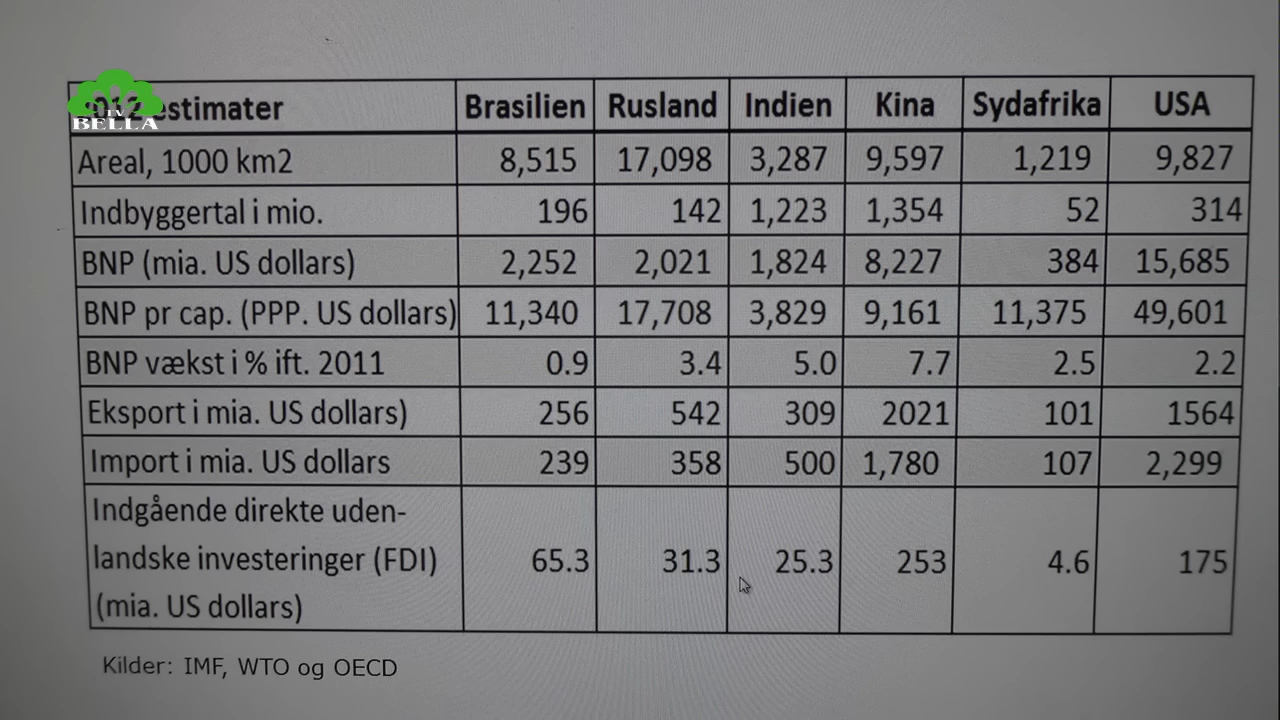 TV
BELLA
2012 estimater Brasilien Rusland Indien Kina Sydafrika USA
Areal, 1000 km2 8,515 17,098 3,287 9,597 1,219 9,827
Indbyggertal i mio. 196 142 1,223 1,354 52 314
BNP (mia. US dollars) 2,252 2,021 1,824 8,227 384 15,685
BNP pr cap. (PPP. US dollars) 11,340 17,708 3,829 9,161 11,375 49,601
BNP vækst i % ift. 2011 0.9 3.4 5.0 7.7 2.5 2.2
Eksport i mia. US dollars) 256 542 309 2021 101 1564
Import i mia. US dollars 239 358 500 1,780 107 2,299
Indgående direkte uden-
landske investeringer (FDI) 65.3 31.3 25.3 253 4.6 175
(mia. US dollars)
Kilder: IMF, WTO og OECD